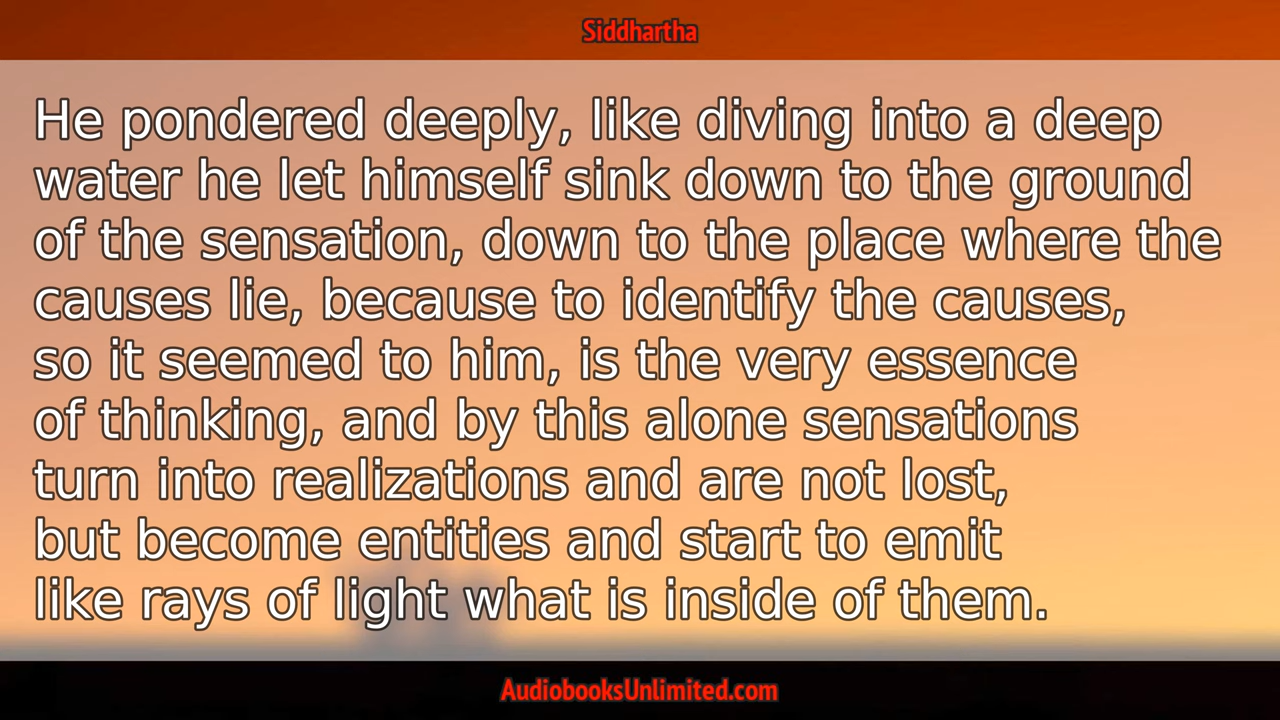 Siddhartha
He pondered deeply, like diving into a deep
water he let himself sink down to the ground
of the sensation, down to the place where the
causes lie, because to identify the causes,
so it seemed to him, is the very essence
of thinking, and by this alone sensations
turn into realizations and are not lost,
but become entities and start to emit
like rays of light what is inside of them.
AudiobooksUnlimited.com